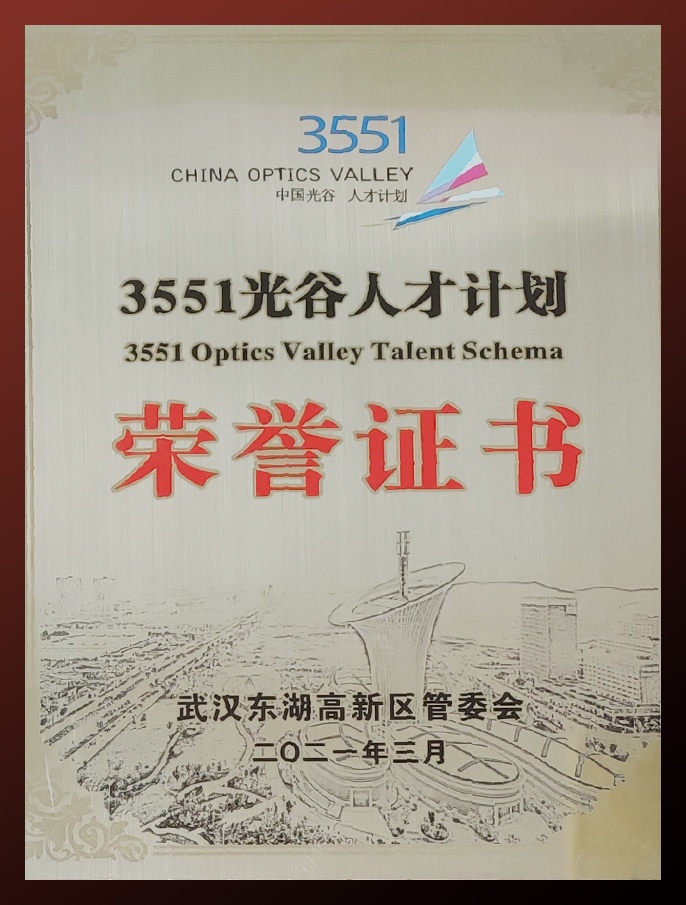 3551
CHINA OPTICS VALLEY
中国光谷 人才计划
3551光谷人才计划
3551 Optics Valley Talent Schema
荣誉证书
武汉东湖高新区管委会
二〇二一年三月